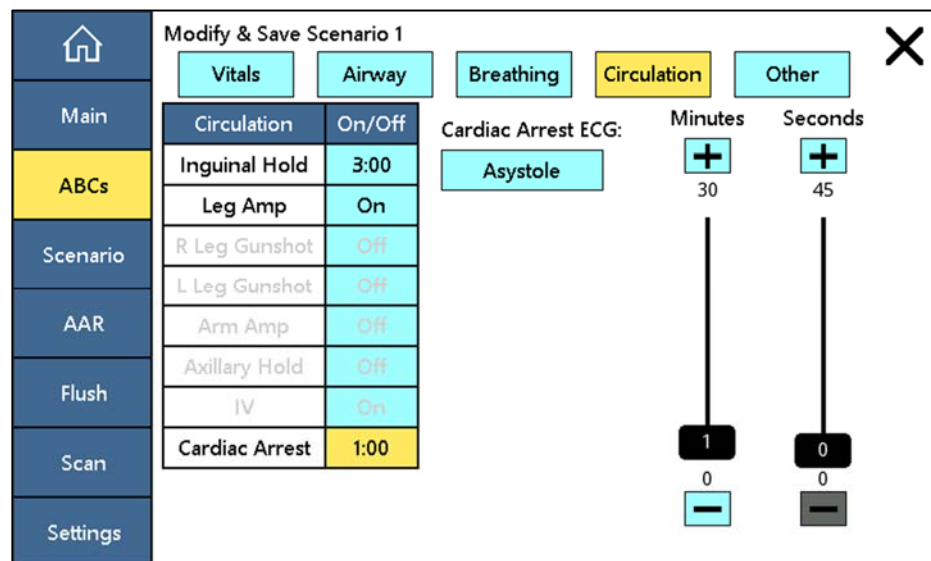 Modify & Save Scenario 1
Vitals
Airway
Breathing
Circulation
Other
Main
ABCs
Scenario
AAR
Flush
Scan
Settings
Circulation On/Off
Inguinal Hold 3:00
Leg Amp On
R Leg Gunshot Off
L Leg Gunshot Off
Arm Amp Off
Axillary Hold Off
IV On
Cardiac Arrest 1:00
Cardiac Arrest ECG:
Asystole
Minutes Seconds
30 45
1 0
0 0